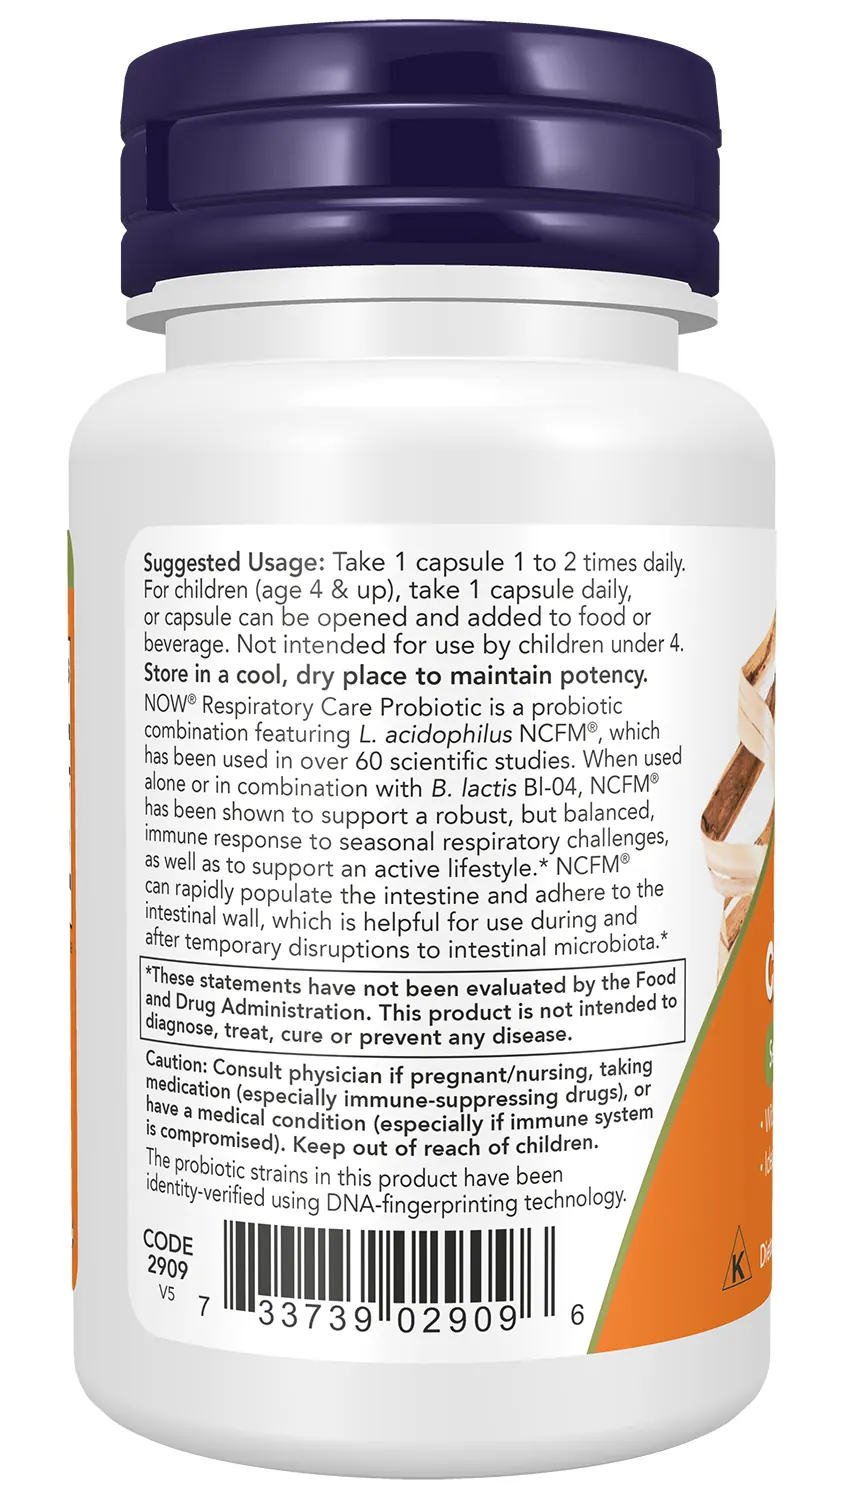 Suggested Usage: Take 1 capsule 1 to 2 times daily.
For children (age 4 & up), take 1 capsule daily,
or capsule can be opened and added to food or
beverage. Not intended for use by children under 4.
Store in a cool, dry place to maintain potency.
NOW® Respiratory Care Probiotic is a probiotic
combination featuring L. acidophilus NCFM®, which
has been used in over 60 scientific studies. When used
alone or in combination with B. lactis Bl-04, NCFM®
has been shown to support a robust, but balanced,
immune response to seasonal respiratory challenges,
as well as to support an active lifestyle.* NCFM®
can rapidly populate the intestine and adhere to the
intestinal wall, which is helpful for use during and
after temporary disruptions to intestinal microbiota.*
*These statements have not been evaluated by the Food
and Drug Administration. This product is not intended to
diagnose, treat, cure or prevent any disease.
Caution: Consult physician if pregnant/nursing, taking
medication (especially immune-suppressing drugs), or
have a medical condition (especially if immune system
is compromised). Keep out of reach of children.
The probiotic strains in this product have been
identity-verified using DNA-fingerprinting technology.
CODE
2909
V5
7 33739 02909 6
K